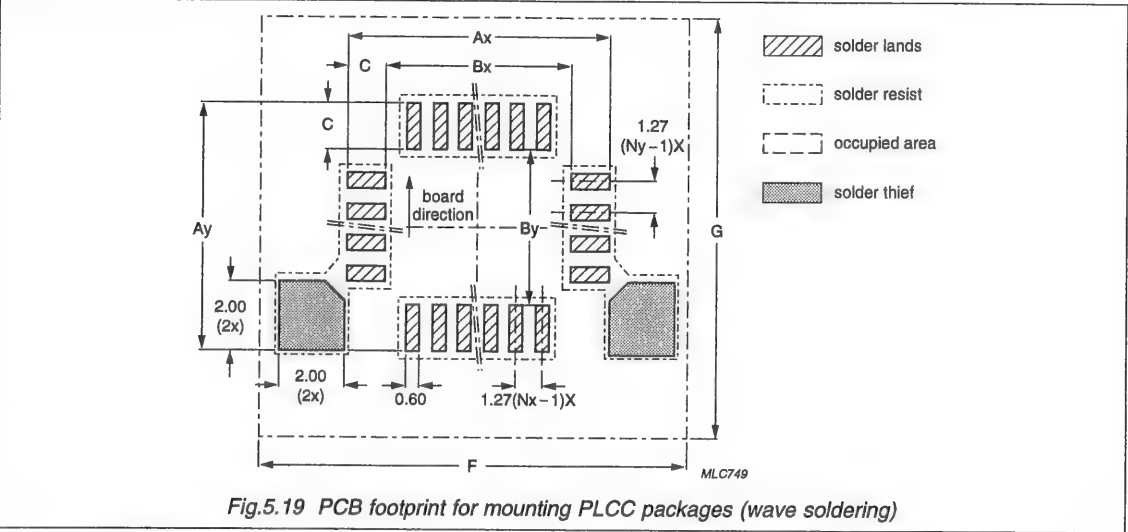 Ax
C
Bx
C
1.27
(Ny–1)X
board
direction
Ay
By
G
2.00
(2x)
2.00
(2x)
0.60
1.27(Nx–1)X
F
MLC749
solder lands
solder resist
occupied area
solder thief
Fig.5.19 PCB footprint for mounting PLCC packages (wave soldering)